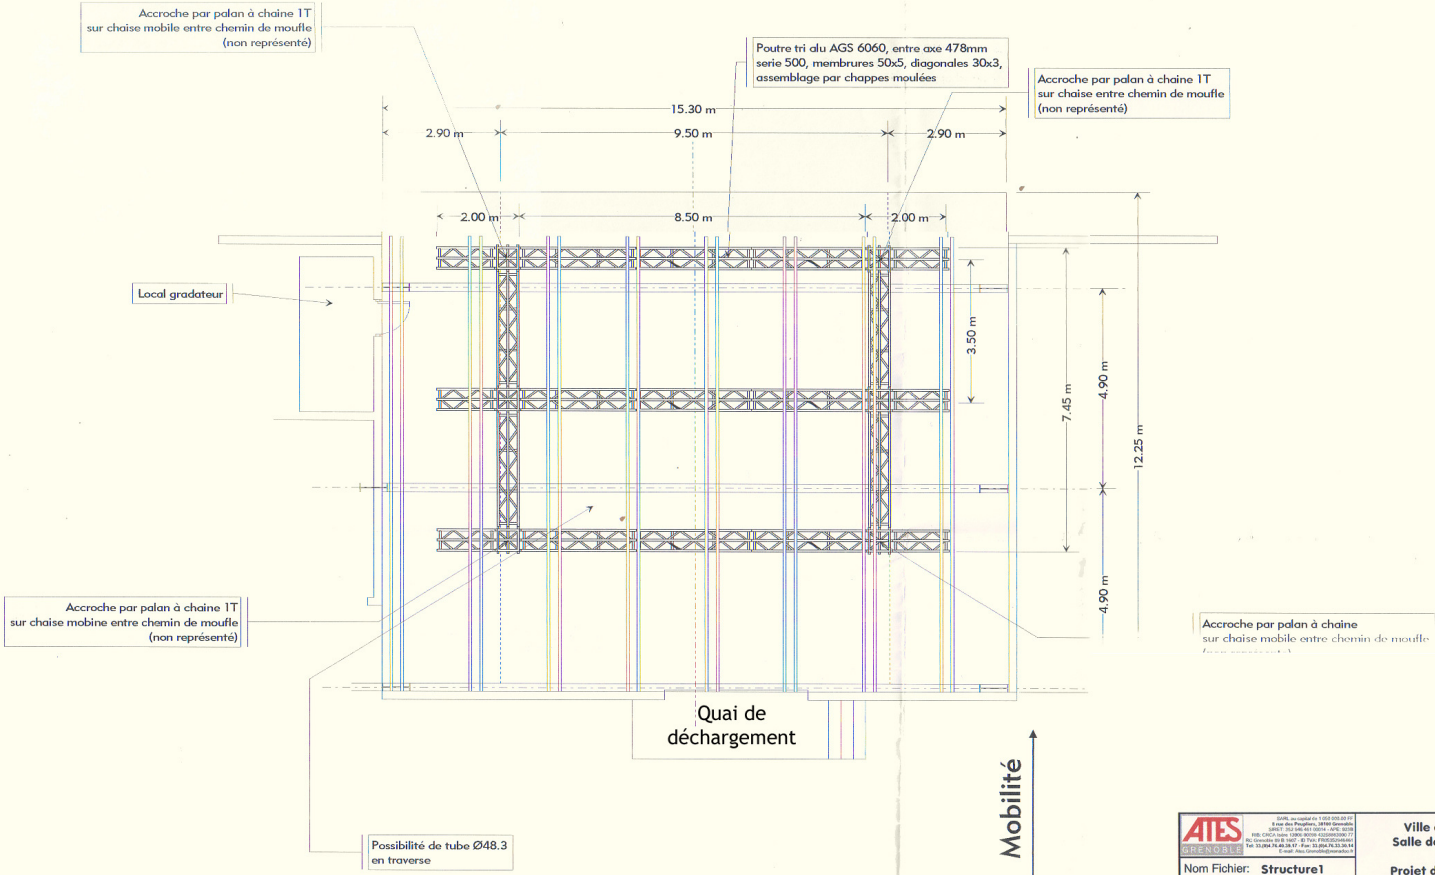 Accroche par palan à chaine 1T
sur chaise mobile entre chemin de moufle
(non représenté)
Poutre tri alu AGS 6060, entre axe 478mm
serie 500, membrures 50x5, diagonales 30x3,
assemblage par chappes moulées
Accroche par palan à chaine 1T
sur chaise entre chemin de moufle
(non représenté)
15.30 m
2.90 m
9.50 m
2.90 m
2.00 m
8.50 m
2.00 m
Local gradateur
3.50 m
7.45 m
4.90 m
12.25 m
4.90 m
Accroche par palan à chaine 1T
sur chaise mobine entre chemin de moufle
(non représenté)
Accroche par palan à chaine
sur chaise mobile entre chemin de moufle
Quai de
déchargement
Mobilité
Possibilité de tube Ø48.3
en traverse
ATES
GRENOBLE
Ville
Salle de
Nom Fichier: Structure1
Projet d